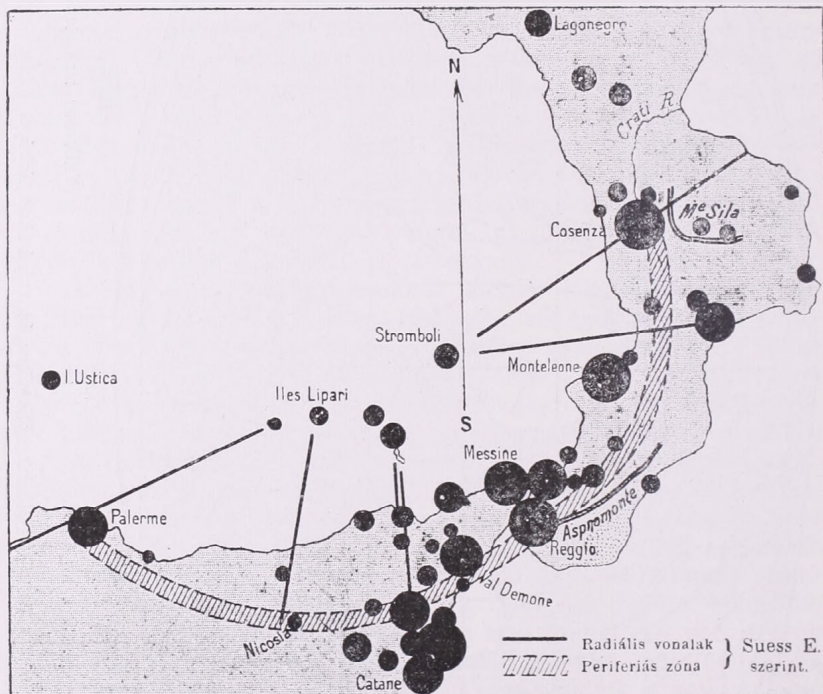 Lagonegro
N
Crati R.
Mᵉ Sila
Cosenza
Stromboli
I.Ustica
Monteleone
Iles Lipari
S
Messine
Palerme
Aspromonte
Reggio
Val Demone
Nicosia
Catane
Radiális vonalak } Suess E.
Periferiás zóna } szerint.